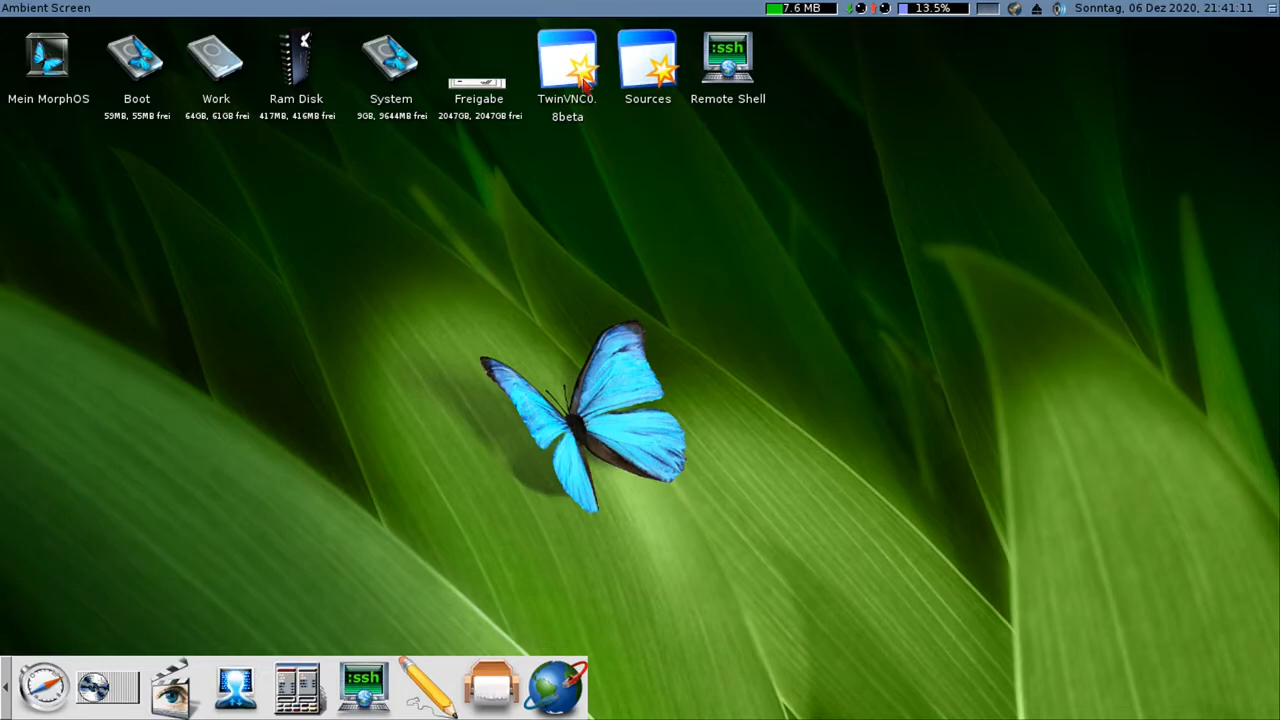 Ambient Screen
7.6 MB
13.5%
Sonntag, 06 Dez 2020, 21:41:11
:ssh
Mein MorphOS
Boot
59MB, 55MB frei
Work
64GB, 61GB frei
Ram Disk
417MB, 416MB frei
System
9GB, 9644MB frei
Freigabe
2047GB, 2047GB frei
TwinVNC0.
8beta
Sources
Remote Shell
:ssh